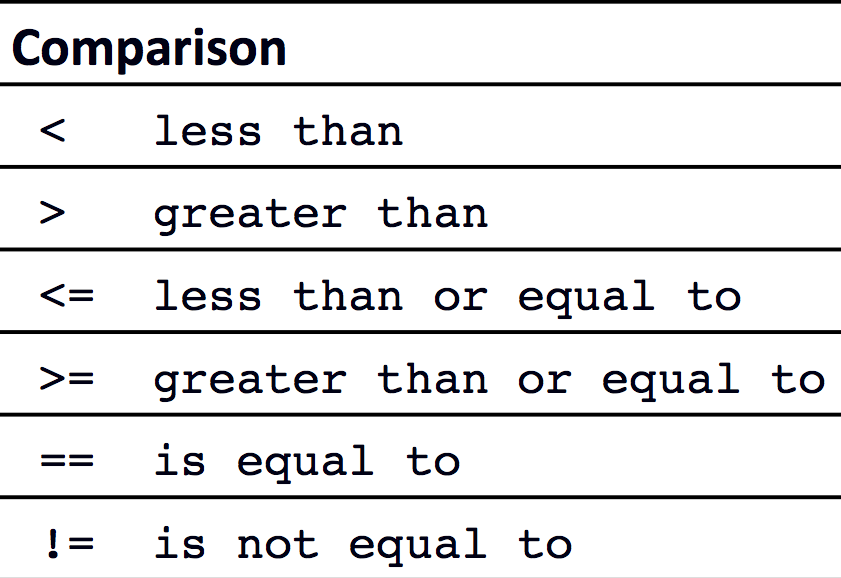 Comparison
< less than
> greater than
<= less than or equal to
>= greater than or equal to
== is equal to
!= is not equal to